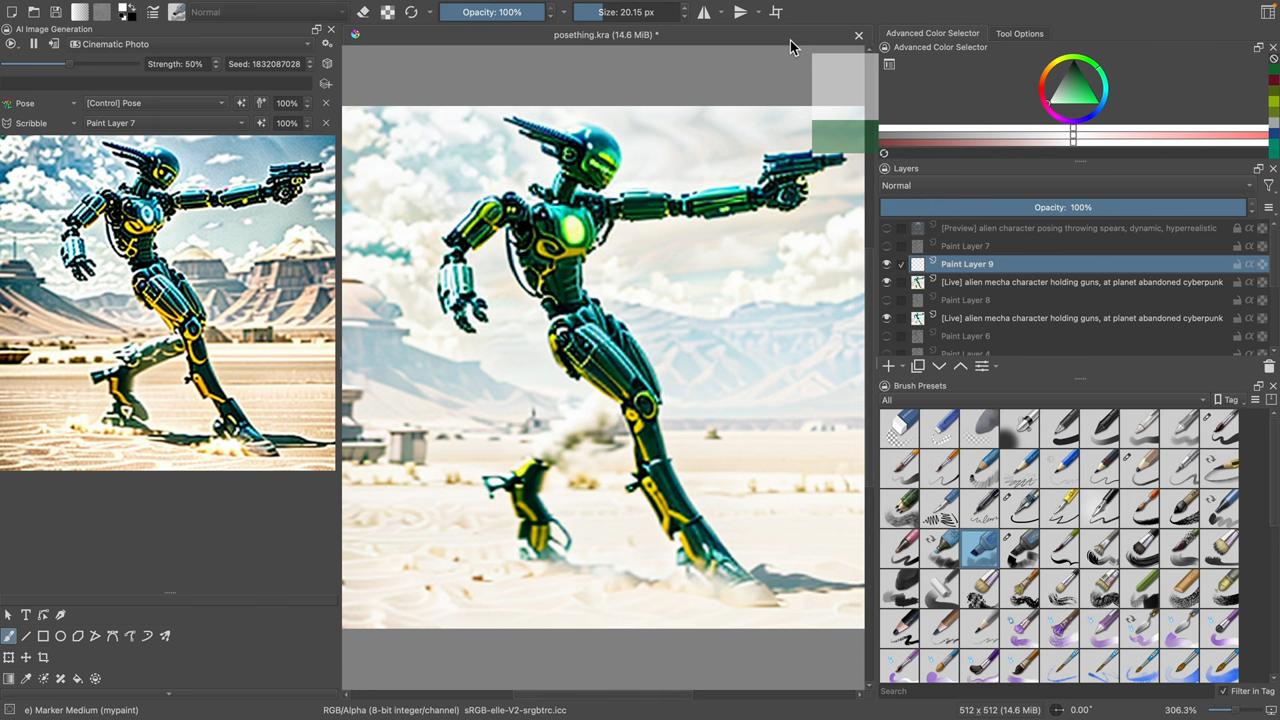 Normal
Opacity: 100%
Size: 20.15 px
AI Image Generation
posething.kra (14.6 MiB) *
Cinematic Photo
Strength: 50%
Seed: 1832087028
Pose
[Control] Pose
100%
Scribble
Paint Layer 7
100%
Advanced Color Selector
Tool Options
Advanced Color Selector
Layers
Normal
Opacity: 100%
[Preview] alien character posing throwing spears, dynamic, hyperrealistic
Paint Layer 7
Paint Layer 9
[Live] alien mecha character holding guns, at planet abandoned cyberpunk
Paint Layer 8
[Live] alien mecha character holding guns, at planet abandoned cyberpunk
Paint Layer 6
Paint Layer 4
Brush Presets
All
Tag
Search
Filter in Tag
e) Marker Medium (mypaint)
RGB/Alpha (8-bit integer/channel) sRGB-elle-V2-srgbtrc.icc
512 x 512 (14.6 MiB)
0.00°
306.3%